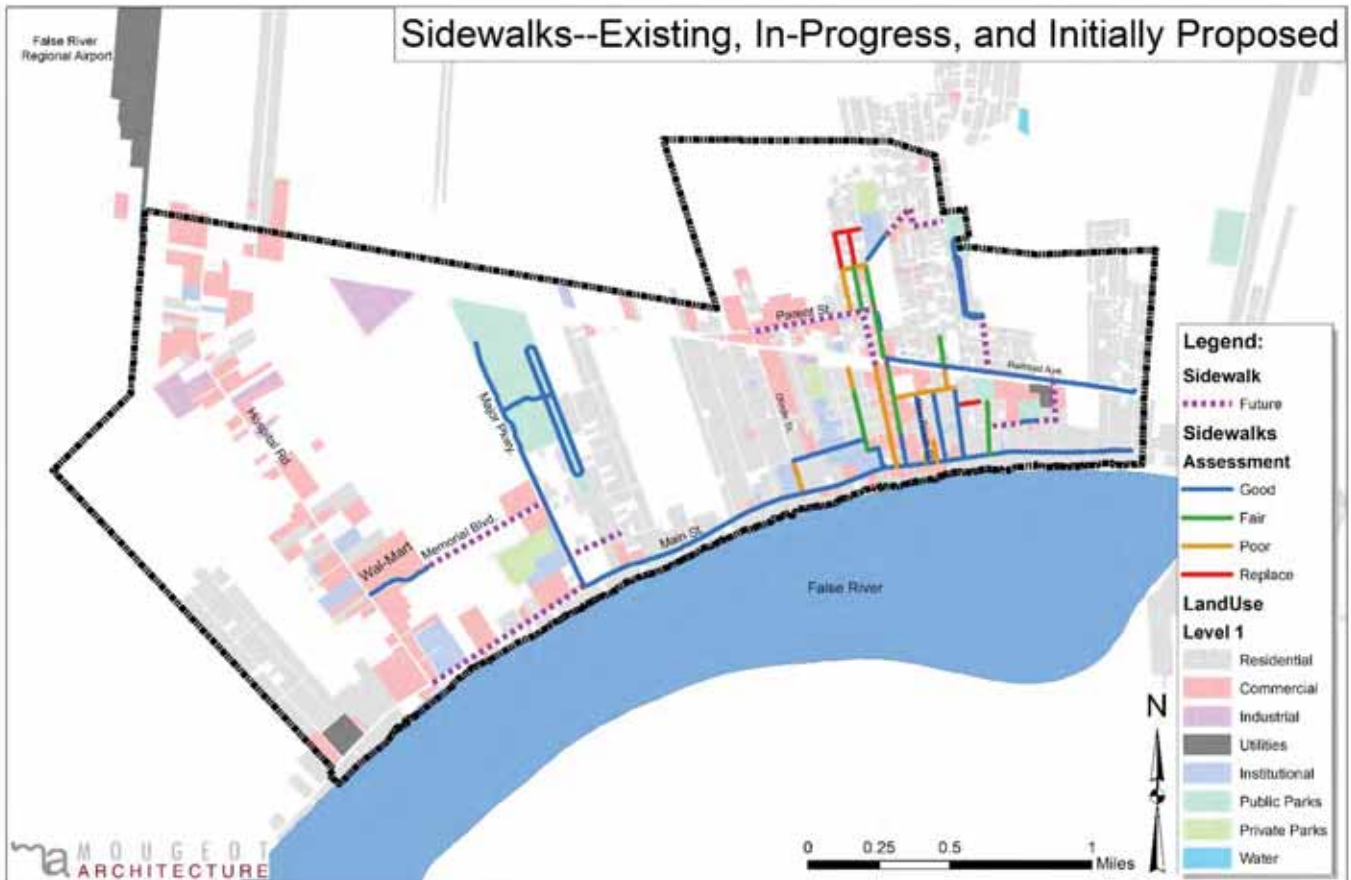 Sidewalks--Existing, In-Progress, and Initially Proposed
False River
Regional Airport
Parent St.
Railroad Ave.
Major Pkwy.
Hospital Rd.
Olinde St.
Wal-Mart
Memorial Blvd.
Main St.
False River
Legend:
Sidewalk
Future
Sidewalks
Assessment
Good
Fair
Poor
Replace
LandUse
Level 1
Residential
Commercial
Industrial
Utilities
Institutional
Public Parks
Private Parks
Water
N
0 0.25 0.5 1
Miles
ma MOUGEOT
ARCHITECTURE